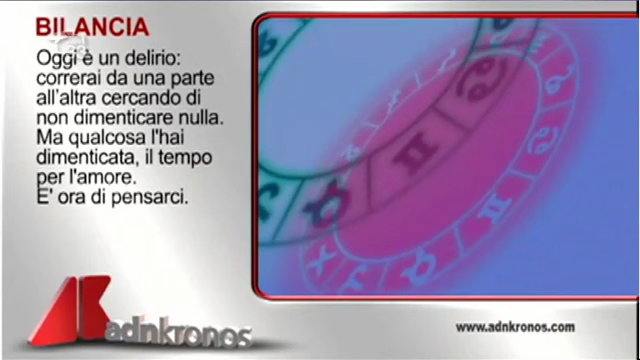 BILANCIA
Oggi è un delirio:
correrai da una parte
all'altra cercando di
non dimenticare nulla.
Ma qualcosa l'hai
dimenticata, il tempo
per l'amore.
E' ora di pensarci.
adnkronos
www.adnkronos.com